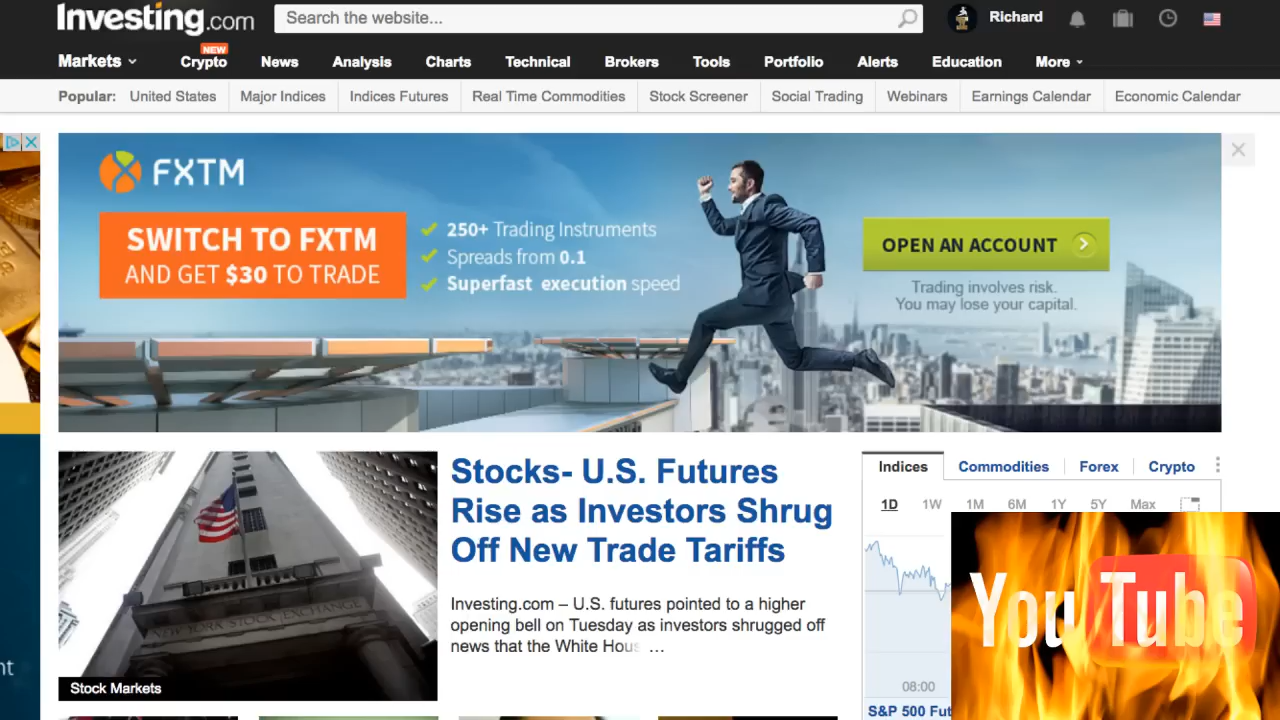 Investing.com
Search the website...
Richard
Markets
NEW
Crypto
News
Analysis
Charts
Technical
Brokers
Tools
Portfolio
Alerts
Education
More
Popular:
United States
Major Indices
Indices Futures
Real Time Commodities
Stock Screener
Social Trading
Webinars
Earnings Calendar
Economic Calendar
FXTM
SWITCH TO FXTM
AND GET $30 TO TRADE
250+ Trading Instruments
Spreads from 0.1
Superfast execution speed
OPEN AN ACCOUNT
Trading involves risk.
You may lose your capital.
NEW YORK STOCK EXCHANGE
Stock Markets
Stocks- U.S. Futures
Rise as Investors Shrug
Off New Trade Tariffs
Investing.com – U.S. futures pointed to a higher
opening bell on Tuesday as investors shrugged off
news that the White Hous ...
Indices
Commodities
Forex
Crypto
1D
1W
1M
6M
1Y
5Y
Max
08:00
S&P 500 Fut
YouTube
nt